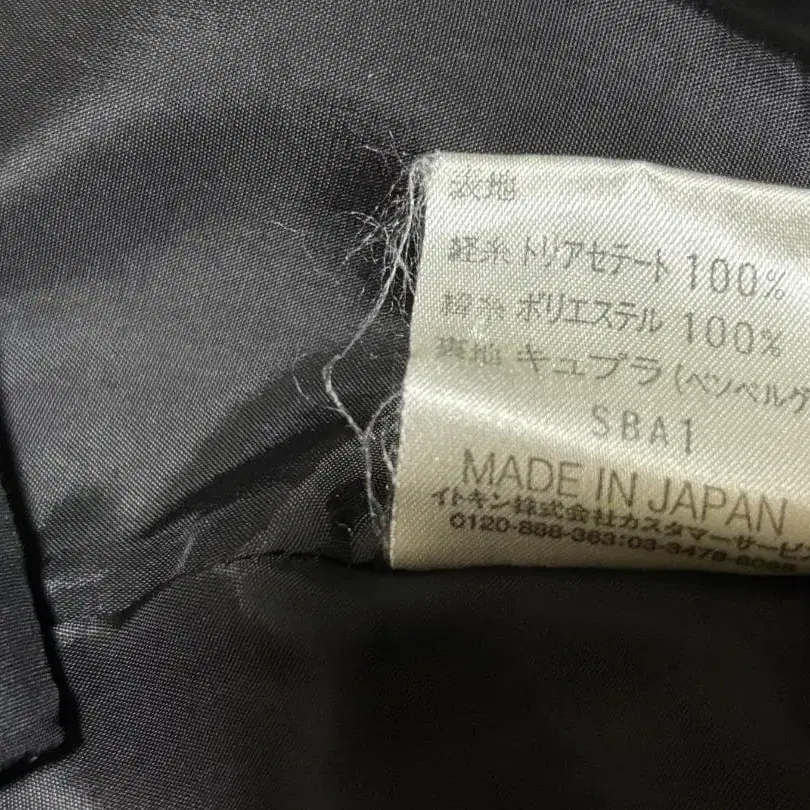 表地
経糸 トリアセテート 100%
緯糸 ポリエステル 100%
裏地 キュプラ (ベンベルグ
SBA1
MADE IN JAPAN
イトキン株式会社カスタマーサービス
0120-888-363:03-3478-8088